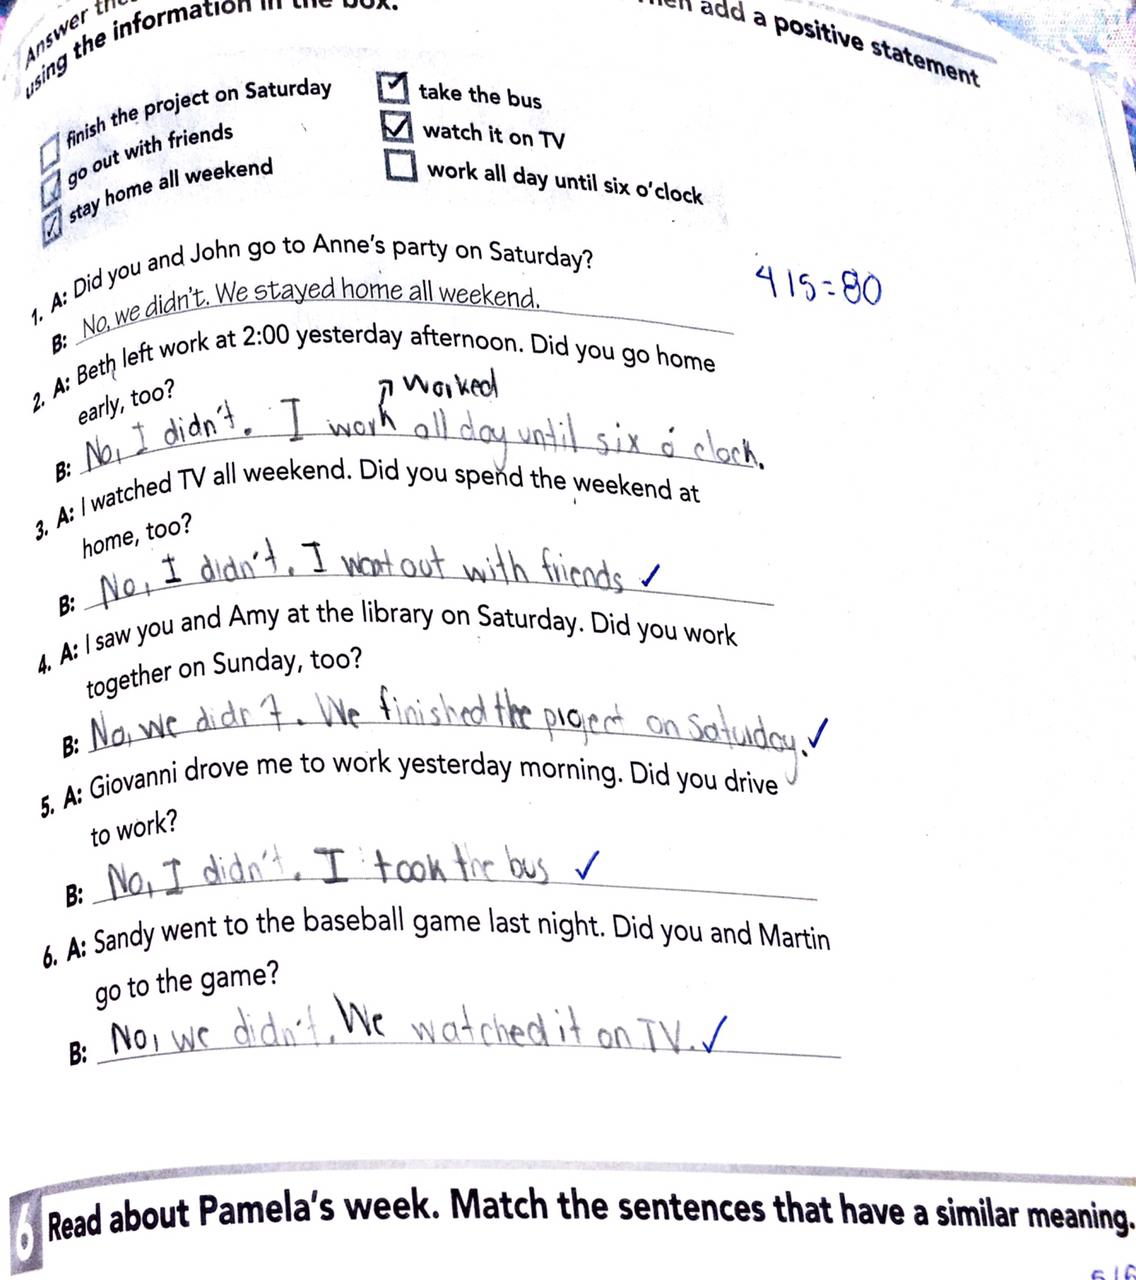 Answer the
using the information in the box.
then add a positive statement
finish the project on Saturday
go out with friends
stay home all weekend
take the bus
watch it on TV
work all day until six o'clock
1. A: Did you and John go to Anne's party on Saturday?
B: No, we didn't. We stayed home all weekend.
4 15=80
2. A: Beth left work at 2:00 yesterday afternoon. Did you go home
early, too?
worked
B: No, I didn't. I work all day until six o' clock.
3. A: I watched TV all weekend. Did you spend the weekend at
home, too?
B: No, I didn't. I went out with friends ✓
4. A: I saw you and Amy at the library on Saturday. Did you work
together on Sunday, too?
B: No, we didn't. We finished the project on Saturday. ✓
5. A: Giovanni drove me to work yesterday morning. Did you drive
to work?
B: No, I didn't. I took the bus ✓
6. A: Sandy went to the baseball game last night. Did you and Martin
go to the game?
B: No, we didn't. We watched it on TV. ✓
6 Read about Pamela's week. Match the sentences that have a similar meaning.